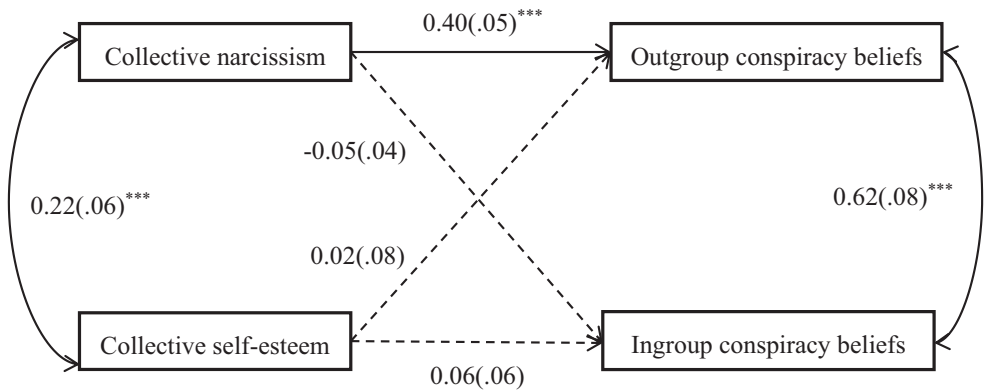 0.40(.05)***
Collective narcissism
Outgroup conspiracy beliefs
-0.05(.04)
0.22(.06)***
0.62(.08)***
0.02(.08)
Collective self-esteem
Ingroup conspiracy beliefs
0.06(.06)